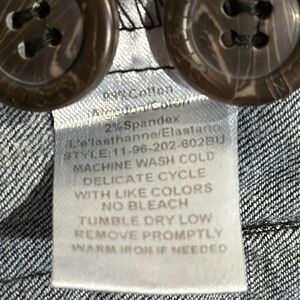 Cotton
2%Spandex
L'elasthanne/Elastano
STYLE:11-96-202-602BU
MACHINE WASH COLD
DELICATE CYCLE
WITH LIKE COLORS
NO BLEACH
TUMBLE DRY LOW
REMOVE PROMPTLY
WARM IRON IF NEEDED